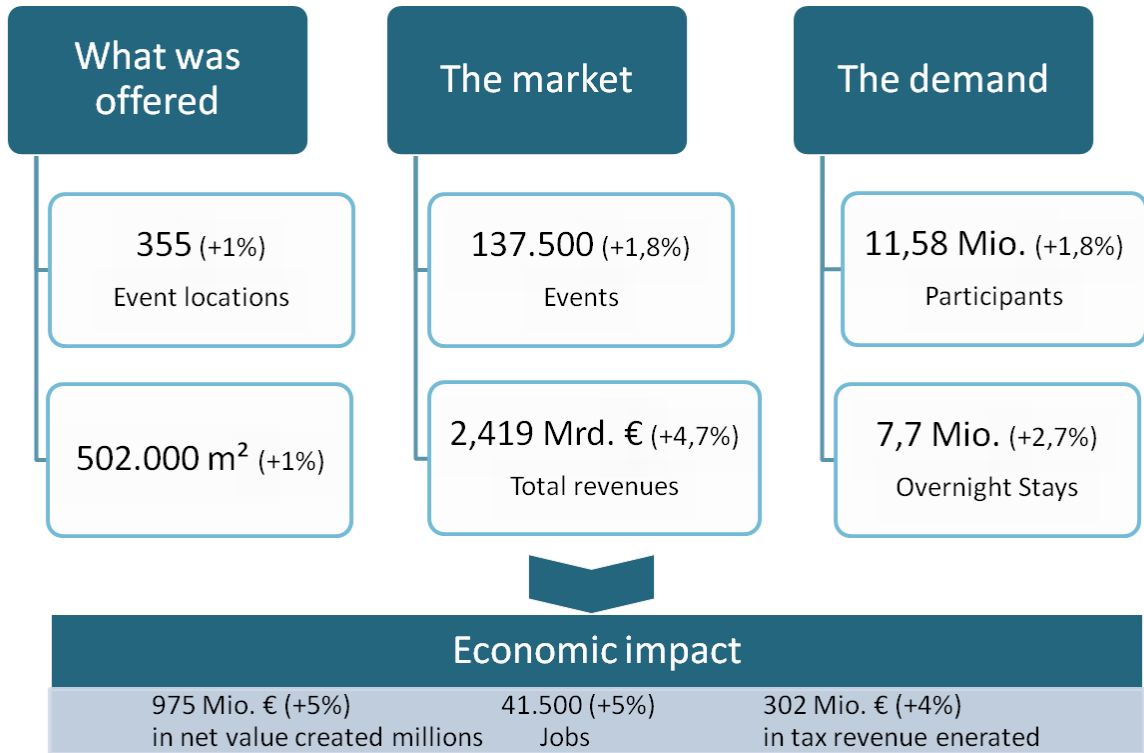 What was
offered
355 (+1%)
Event locations
502.000 m² (+1%)
The market
137.500 (+1,8%)
Events
2,419 Mrd. € (+4,7%)
Total revenues
The demand
11,58 Mio. (+1,8%)
Participants
7,7 Mio. (+2,7%)
Overnight Stays
Economic impact
975 Mio. € (+5%)
in net value created millions
41.500 (+5%)
Jobs
302 Mio. € (+4%)
in tax revenue enerated